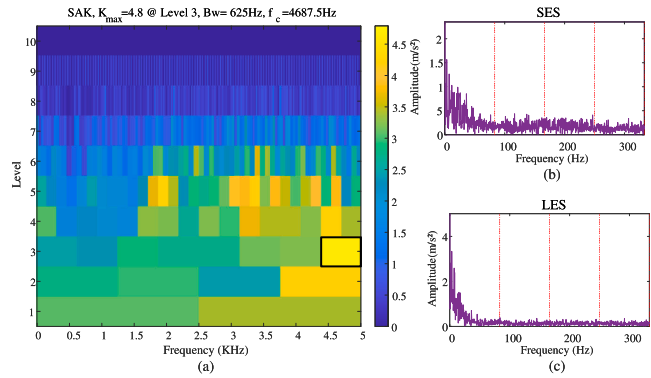 SAK, Kmax=4.8 @ Level 3, Bw= 625Hz, fc=4687.5Hz
10
9
8
7
6
5
4
3
2
1
Level
0 0.5 1 1.5 2 2.5 3 3.5 4 4.5 5
Frequency (KHz)
(a)
4.5
4
3.5
3
2.5
2
1.5
1
0.5
0
SES
Amplitude(m/s²)
2
1.5
1
0.5
0
0 100 200 300
Frequency (Hz)
(b)
LES
Amplitude(m/s²)
4
2
0
0 100 200 300
Frequency (Hz)
(c)